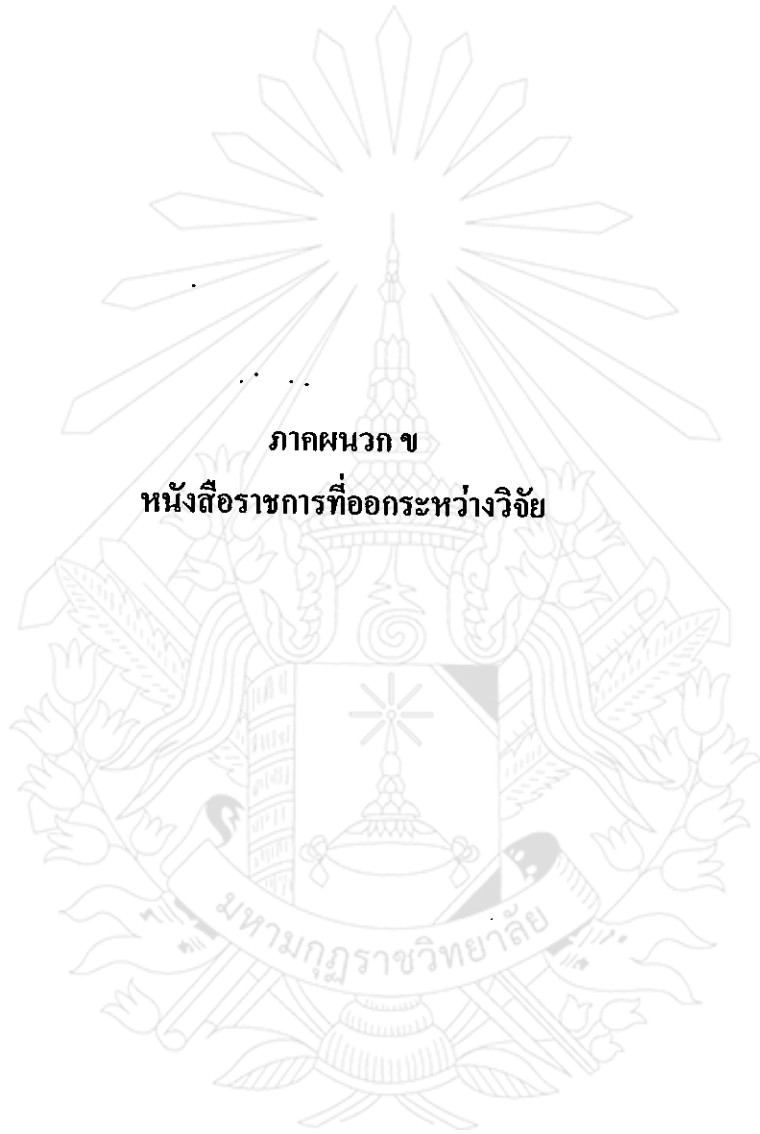 ภาคผนวก ข
หนังสือราชการที่ออกระหว่างวิจัย
มหามกุฏราชวิทยาลัย